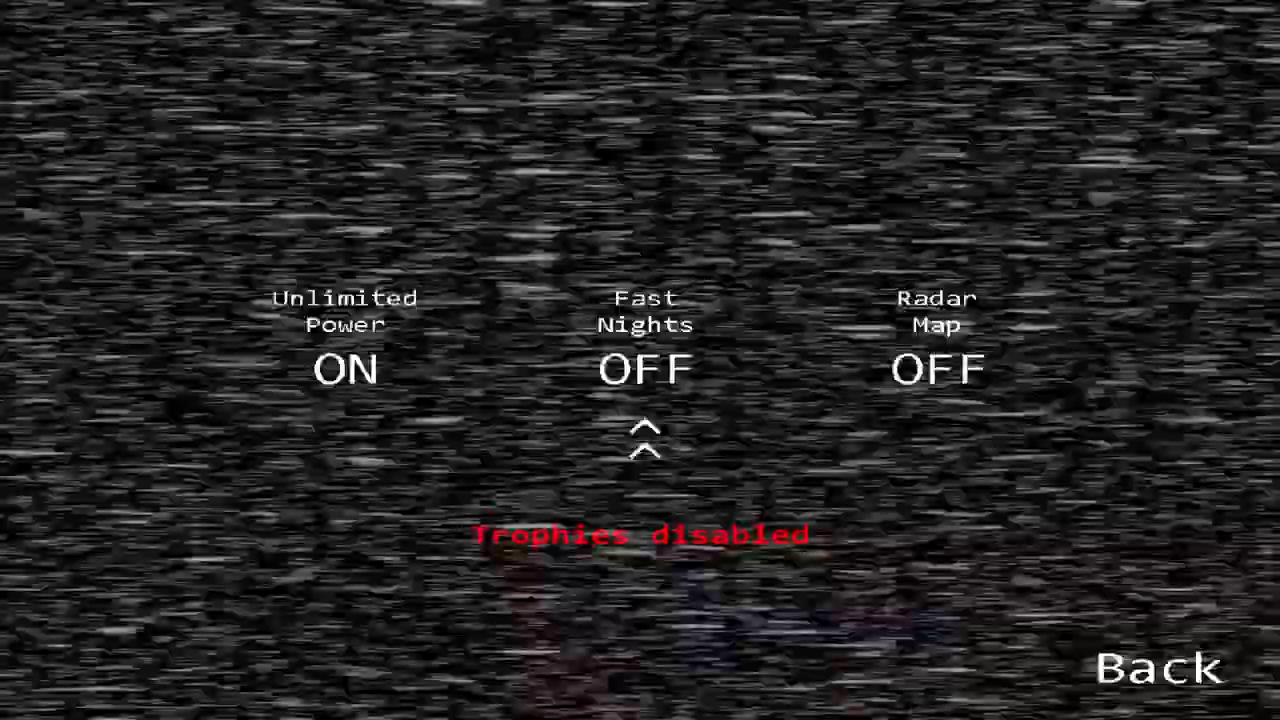 Unlimited
Power
ON
Fast
Nights
OFF
Radar
Map
OFF
Trophies disabled
Back